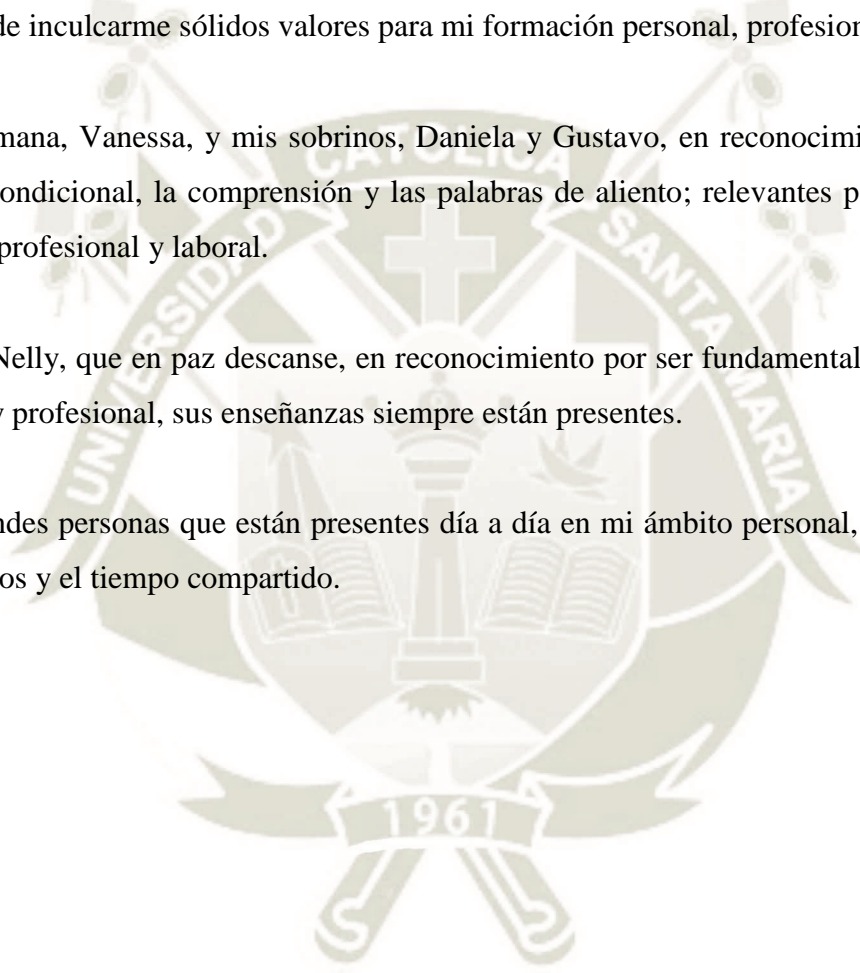 de inculcarme sólidos valores para mi formación personal, profesion
mana, Vanessa, y mis sobrinos, Daniela y Gustavo, en reconocimi
condicional, la comprensión y las palabras de aliento; relevantes p
profesional y laboral.
Nelly, que en paz descanse, en reconocimiento por ser fundamental
y profesional, sus enseñanzas siempre están presentes.
ndes personas que están presentes día a día en mi ámbito personal,
os y el tiempo compartido.
UNIVERSIDAD CATOLICA SANTA MARIA
1961